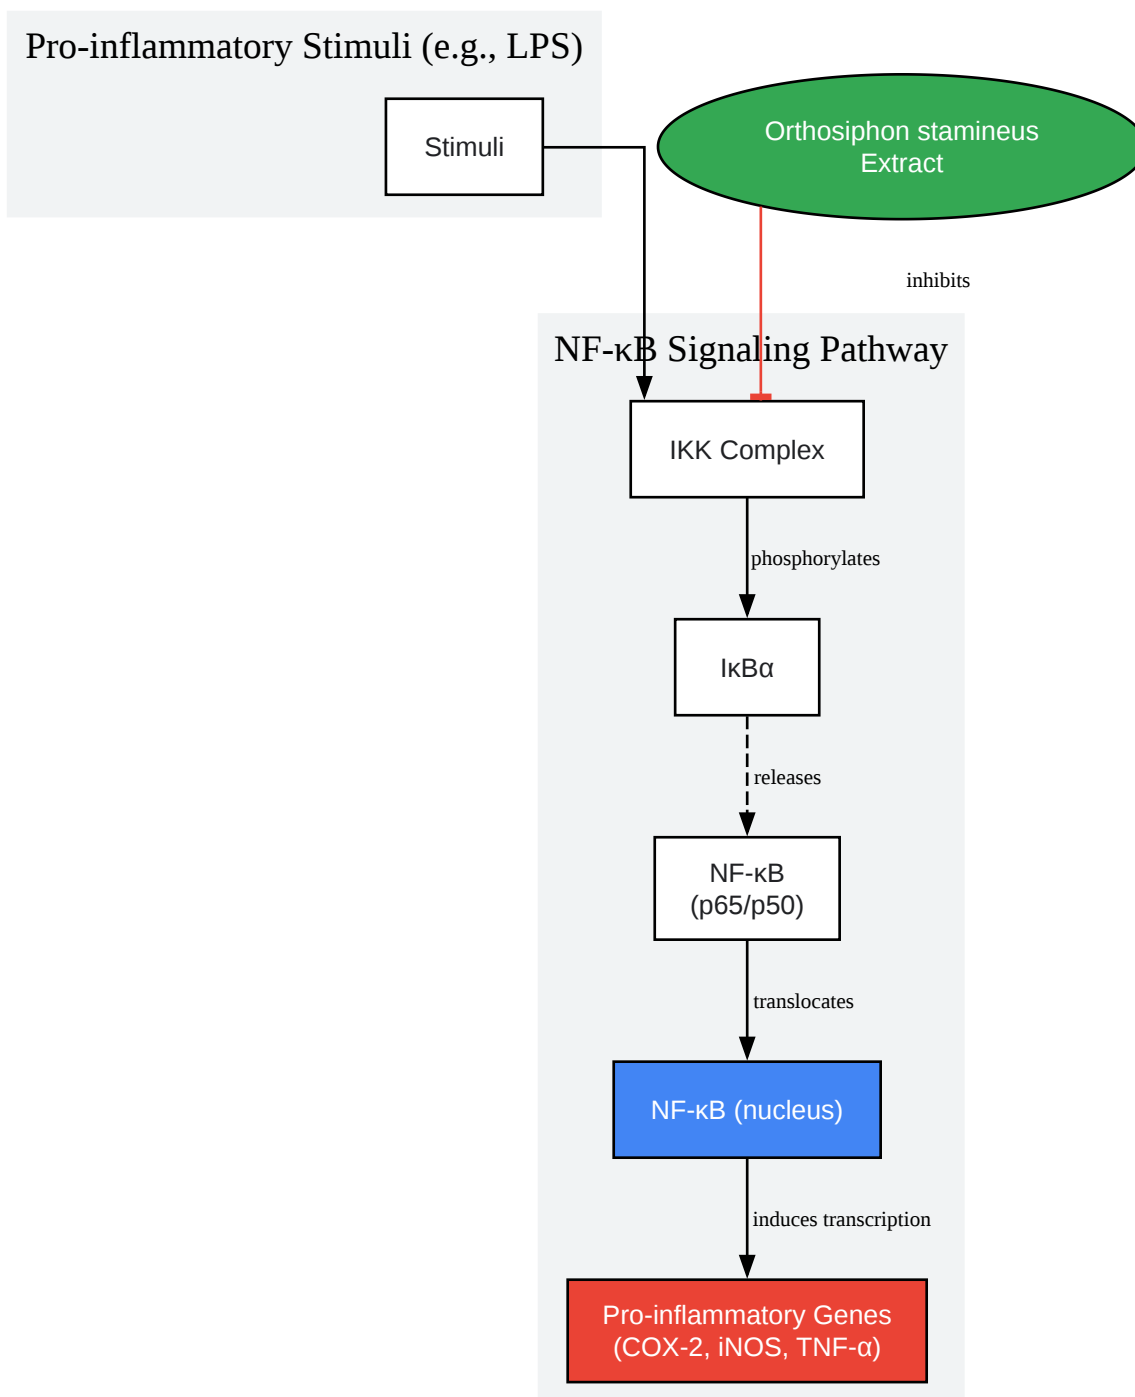 Pro-inflammatory Stimuli (e.g., LPS)
Stimuli
Orthosiphon stamineus
Extract
inhibits
NF-κB Signaling Pathway
IKK Complex
phosphorylates
IκBα
releases
NF-κB
(p65/p50)
translocates
NF-κB (nucleus)
induces transcription
Pro-inflammatory Genes
(COX-2, iNOS, TNF-α)